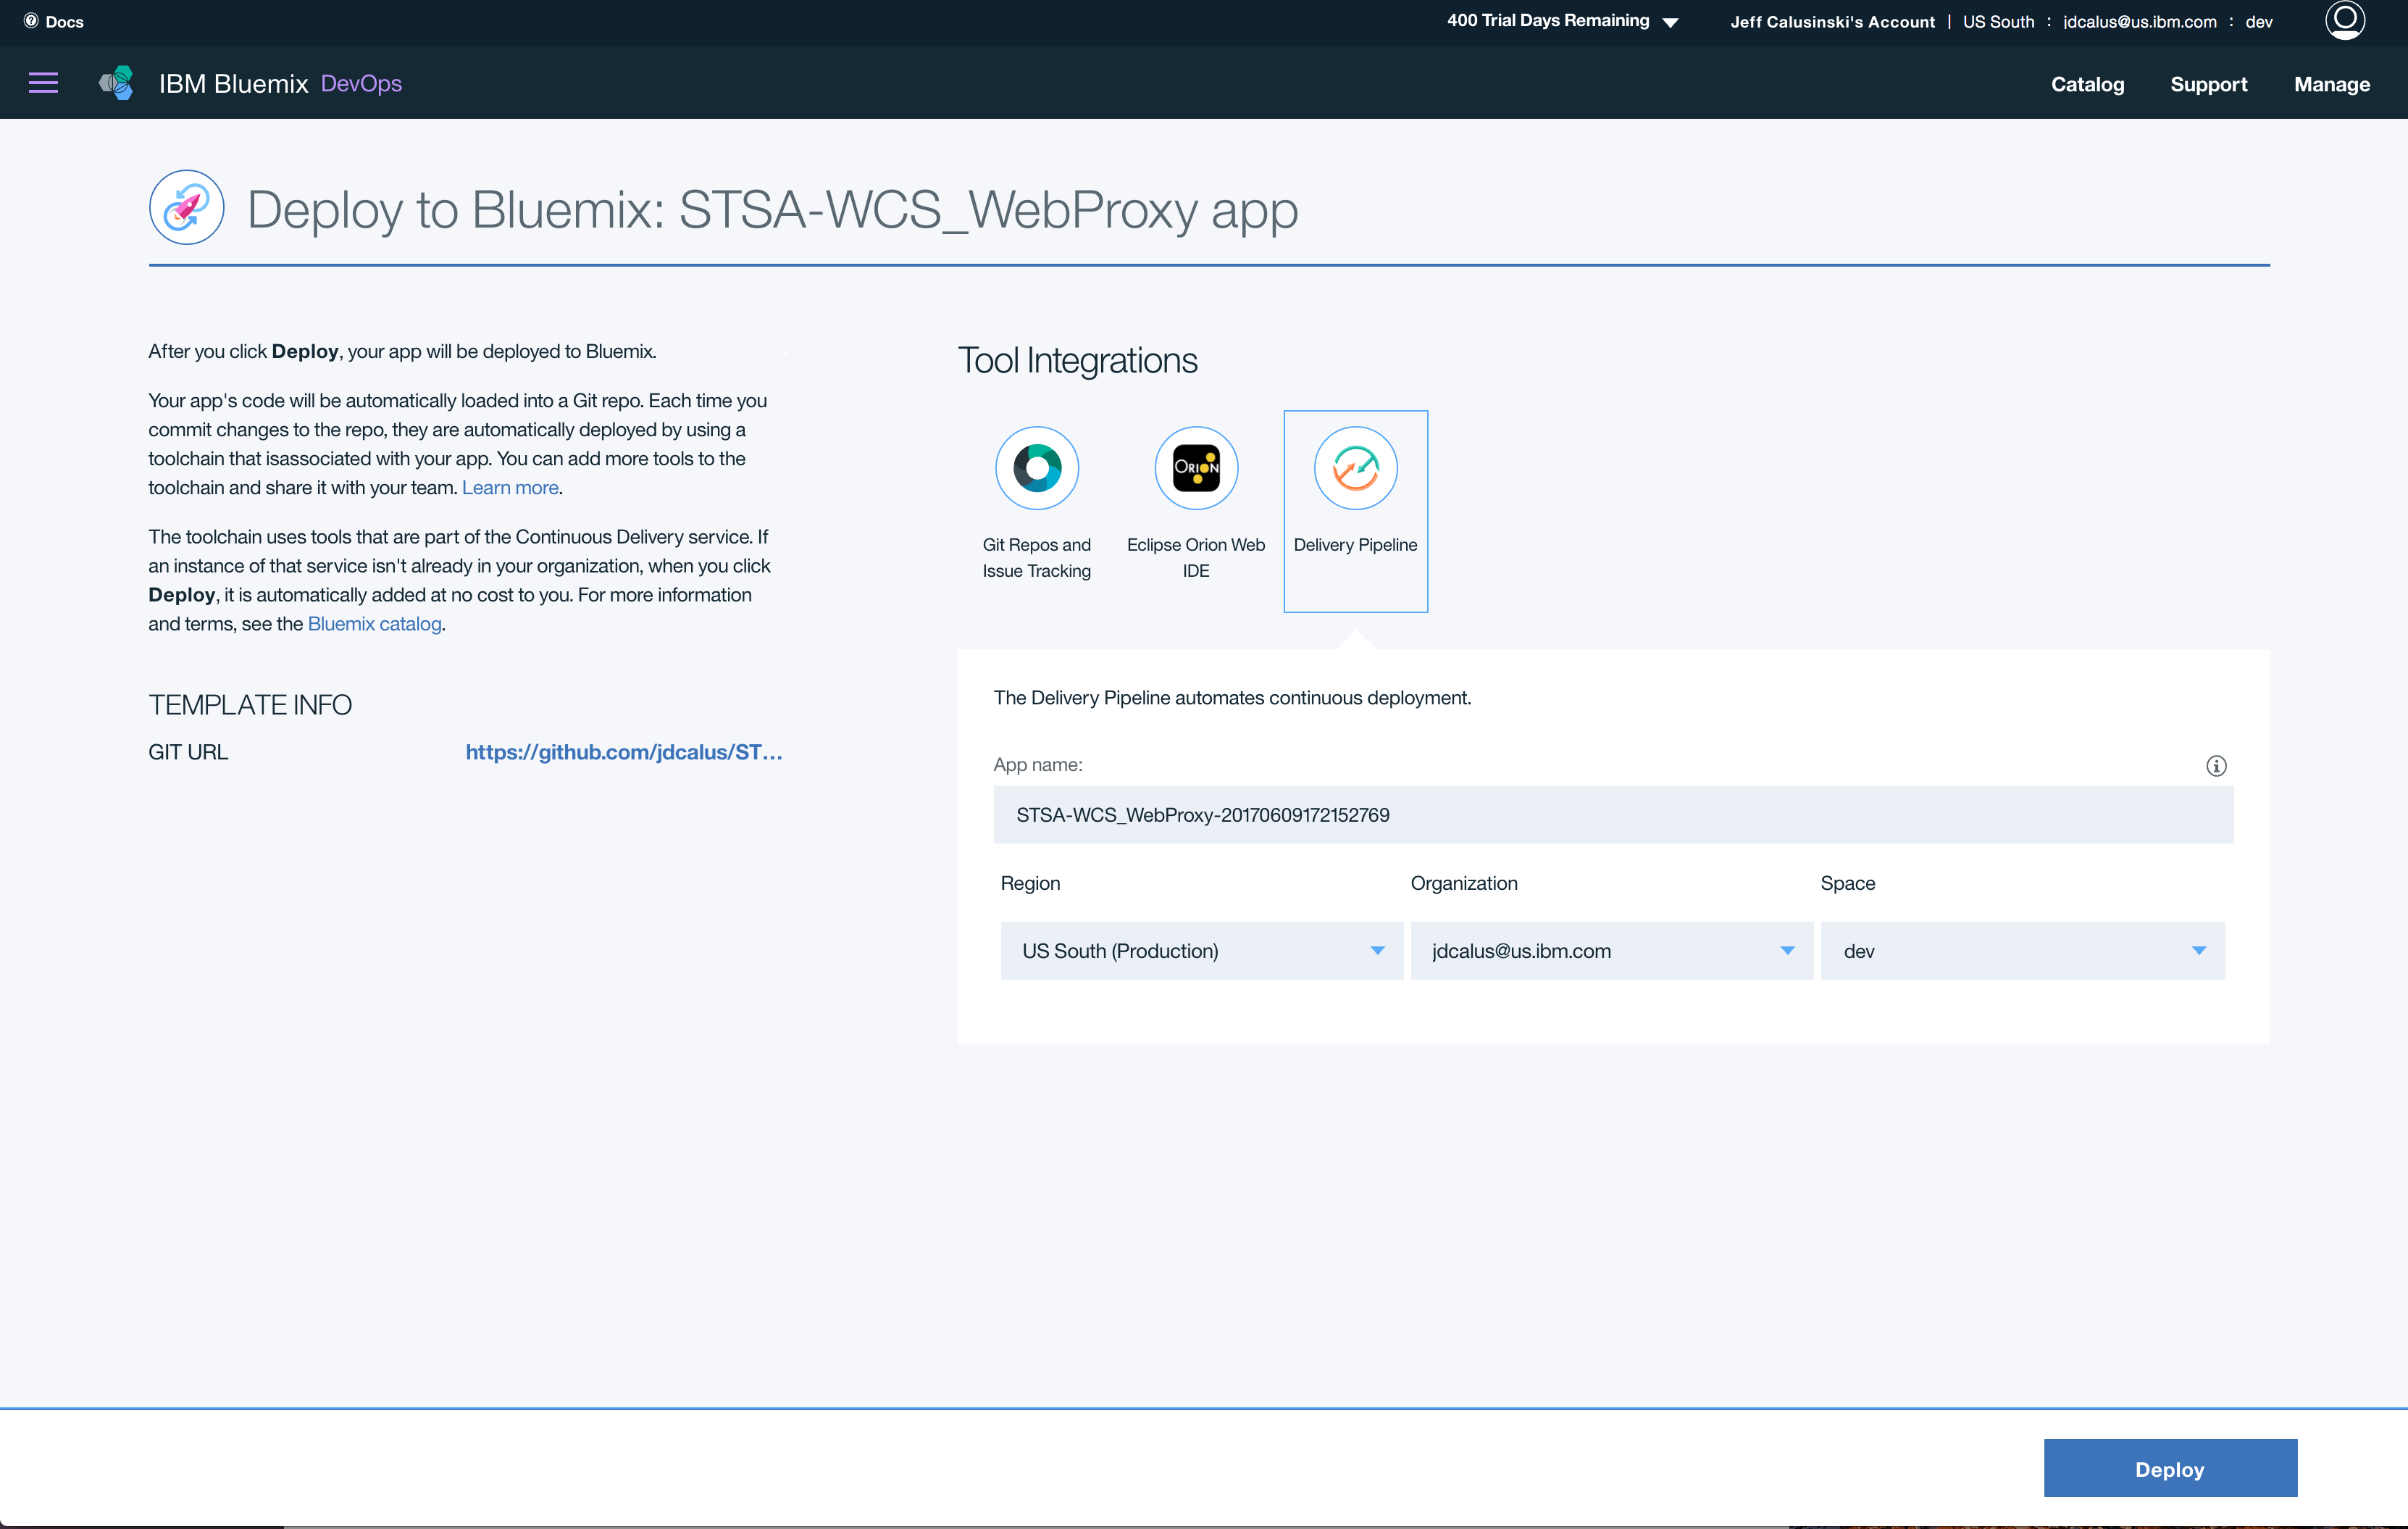 Docs
400 Trial Days Remaining
Jeff Calusinski's Account | US South : jdcalus@us.ibm.com : dev
IBM Bluemix DevOps
Catalog
Support
Manage
Deploy to Bluemix: STSA-WCS_WebProxy app
After you click Deploy, your app will be deployed to Bluemix.
Your app's code will be automatically loaded into a Git repo. Each time you
commit changes to the repo, they are automatically deployed by using a
toolchain that isassociated with your app. You can add more tools to the
toolchain and share it with your team. Learn more.
The toolchain uses tools that are part of the Continuous Delivery service. If
an instance of that service isn't already in your organization, when you click
Deploy, it is automatically added at no cost to you. For more information
and terms, see the Bluemix catalog.
TEMPLATE INFO
GIT URL
https://github.com/jdcalus/ST...
Tool Integrations
ORION
Git Repos and
Issue Tracking
Eclipse Orion Web
IDE
Delivery Pipeline
The Delivery Pipeline automates continuous deployment.
App name:
STSA-WCS_WebProxy-20170609172152769
Region
Organization
Space
US South (Production)
jdcalus@us.ibm.com
dev
Deploy